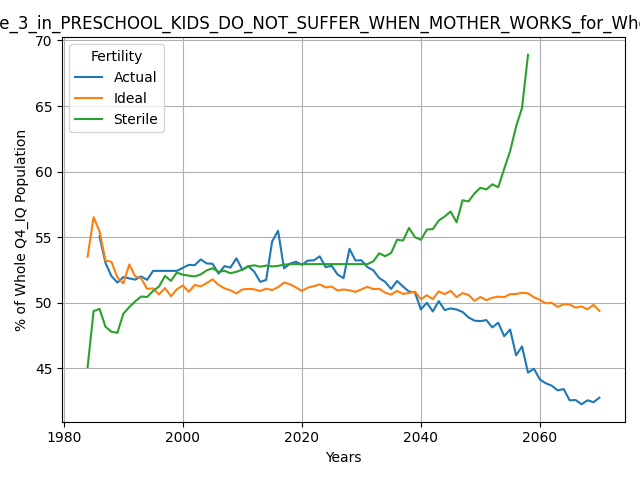 e_3_in_PRESCHOOL_KIDS_DO_NOT_SUFFER_WHEN_MOTHER_WORKS_for_Who
Fertility
Actual
Ideal
Sterile
% of Whole Q4_IQ Population
70
65
60
55
50
45
1980
2000
2020
2040
2060
Years